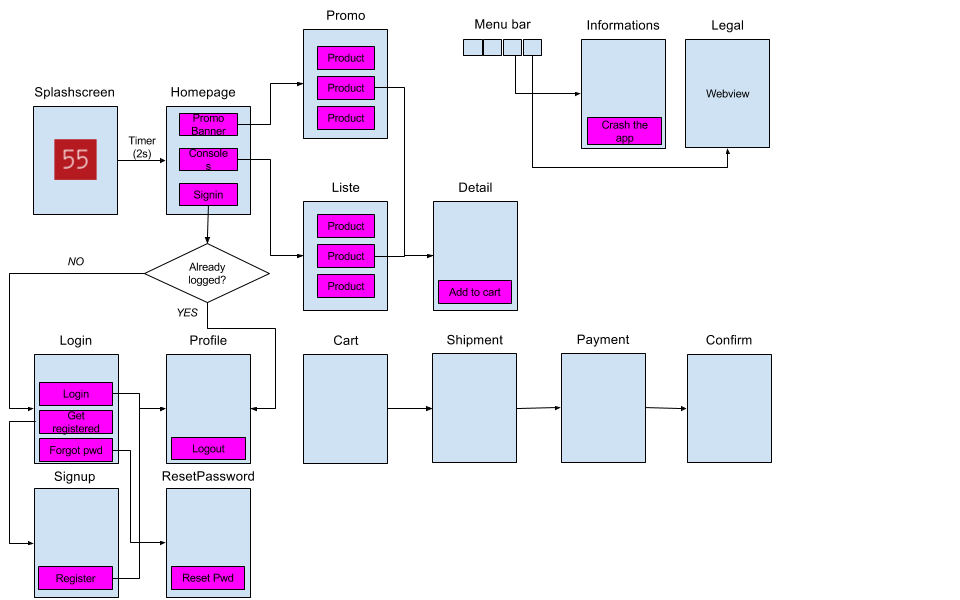 Promo
Product
Product
Product
Menu bar
Informations
Crash the
app
Legal
Webview
Splashscreen
55
Timer
(2s)
Homepage
Promo
Banner
Console
s
Signin
Liste
Product
Product
Product
Detail
Add to cart
Already
logged?
NO
YES
Login
Login
Get
registered
Forgot pwd
Profile
Logout
Cart
Shipment
Payment
Confirm
Signup
Register
ResetPassword
Reset Pwd